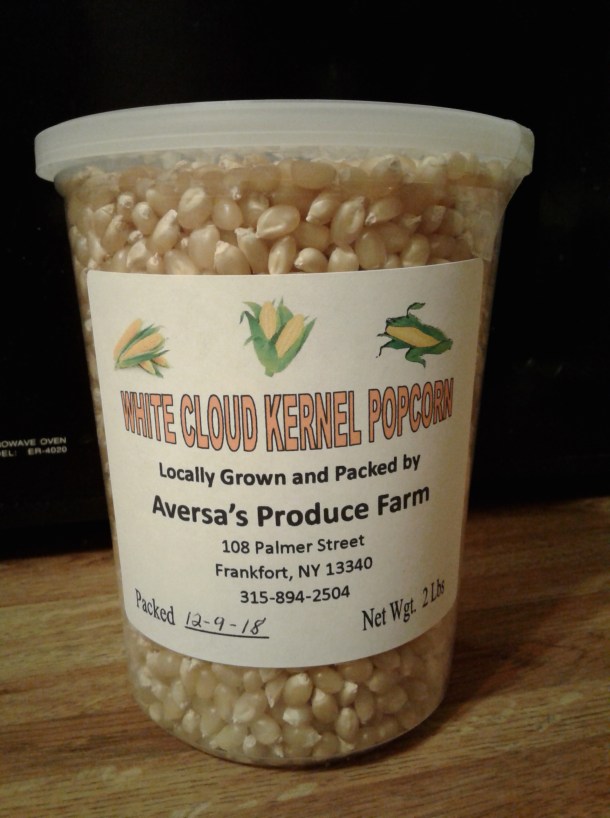 WHITE CLOUD KERNEL POPCORN
Locally Grown and Packed by
Aversa's Produce Farm
108 Palmer Street
Frankfort, NY 13340
315-894-2504
Packed 12-9-18 Net Wgt. 2 Lbs
OWAVE OVEN
EL: ER-4020